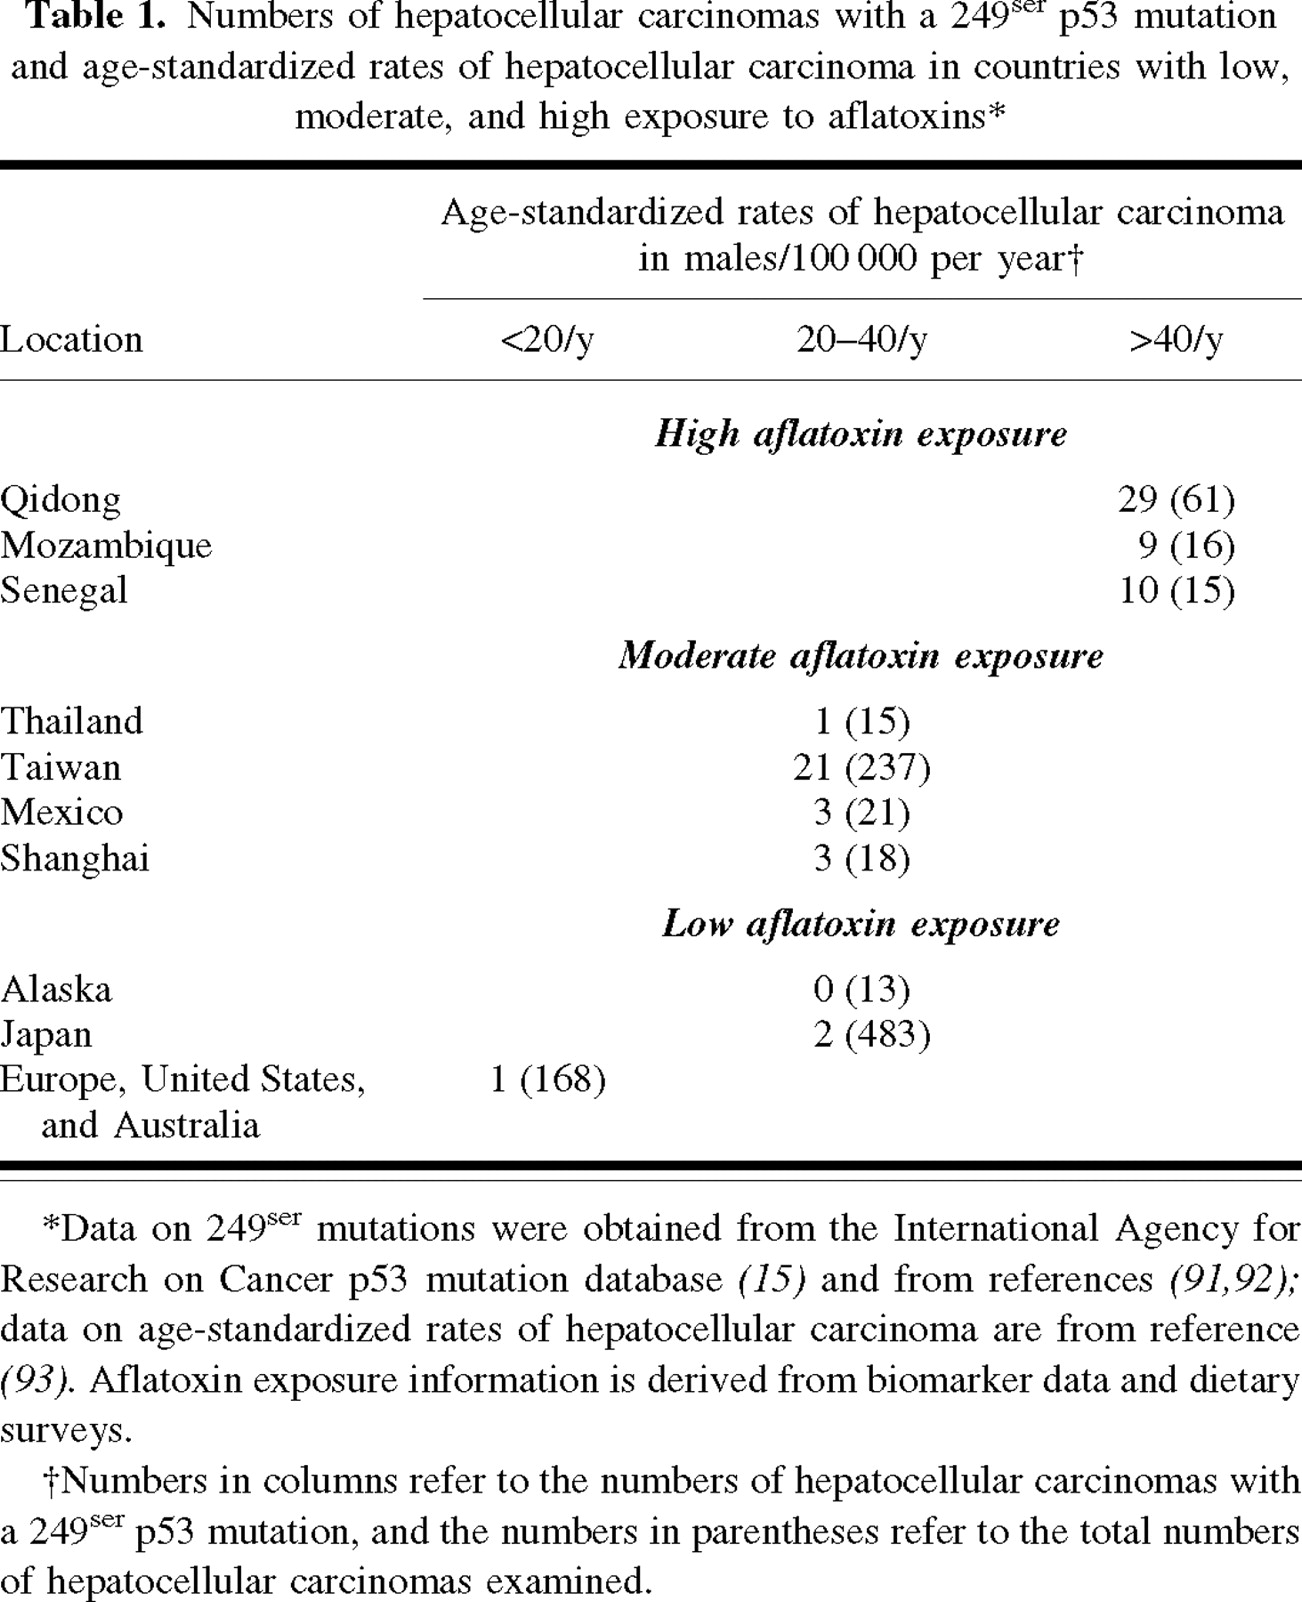 Table 1. Numbers of hepatocellular carcinomas with a 249ser p53 mutation
and age-standardized rates of hepatocellular carcinoma in countries with low,
moderate, and high exposure to aflatoxins*
Age-standardized rates of hepatocellular carcinoma
in males/100 000 per year†
Location <20/y 20–40/y >40/y
High aflatoxin exposure
Qidong 29 (61)
Mozambique 9 (16)
Senegal 10 (15)
Moderate aflatoxin exposure
Thailand 1 (15)
Taiwan 21 (237)
Mexico 3 (21)
Shanghai 3 (18)
Low aflatoxin exposure
Alaska 0 (13)
Japan 2 (483)
Europe, United States, 1 (168)
and Australia
*Data on 249ser mutations were obtained from the International Agency for
Research on Cancer p53 mutation database (15) and from references (91,92);
data on age-standardized rates of hepatocellular carcinoma are from reference
(93). Aflatoxin exposure information is derived from biomarker data and dietary
surveys.
†Numbers in columns refer to the numbers of hepatocellular carcinomas with
a 249ser p53 mutation, and the numbers in parentheses refer to the total numbers
of hepatocellular carcinomas examined.